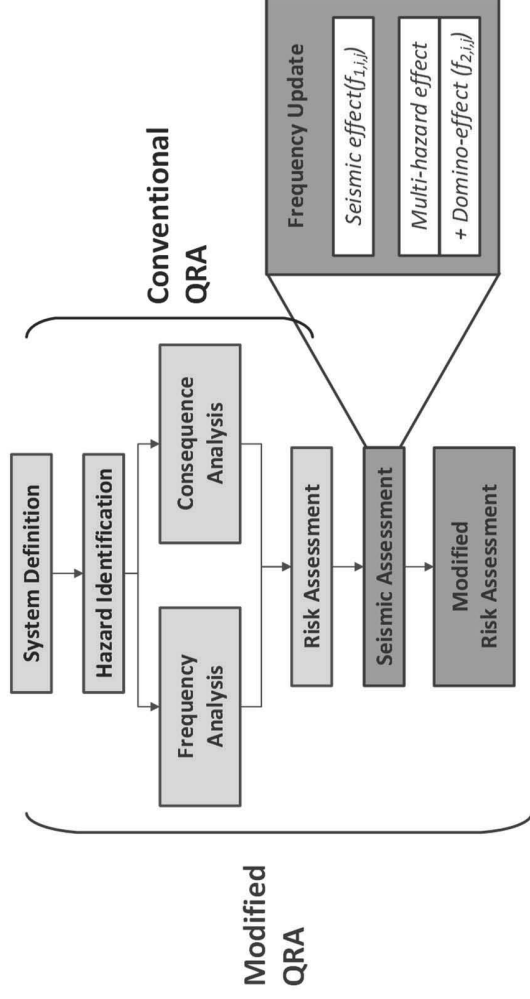 System Definition
Hazard Identification
Frequency
Analysis
Consequence
Analysis
Risk Assessment
Seismic Assessment
Modified
Risk Assessment
Modified
QRA
Conventional
QRA
Frequency Update
Seismic effect(f1,i,j)
Multi-hazard effect
+ Domino-effect (f2,i,j)